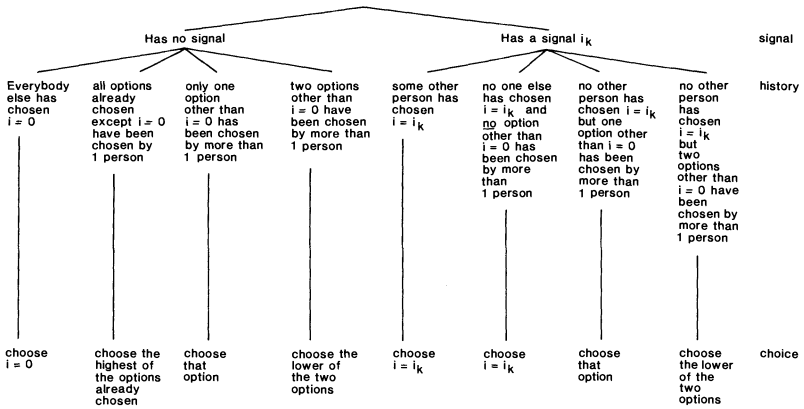 Has no signal
Has a signal i_k
signal
Everybody
else has
chosen
i = 0
all options
already
chosen
except i = 0
have been
chosen by
1 person
only one
option
other than
i = 0 has
been chosen
by more than
1 person
two options
other than
i = 0 have
been chosen
by more than
1 person
some other
person has
chosen
i = i_k
no one else
has chosen
i = i_k and
no option
other than
i = 0 has
been chosen
by more
than
1 person
no other
person has
chosen i = i_k
but one
option other
than i = 0
has been
chosen by
more than
1 person
no other
person
has
chosen
i = i_k
but
two
options
other than
i = 0 have
been
chosen by
more than
1 person
history
choose
i = 0
choose the
highest of
the options
already
chosen
choose
that
option
choose the
lower of
the two
options
choose
i = i_k
choose
i = i_k
choose
that
option
choose
the lower
of the
two
options
choice